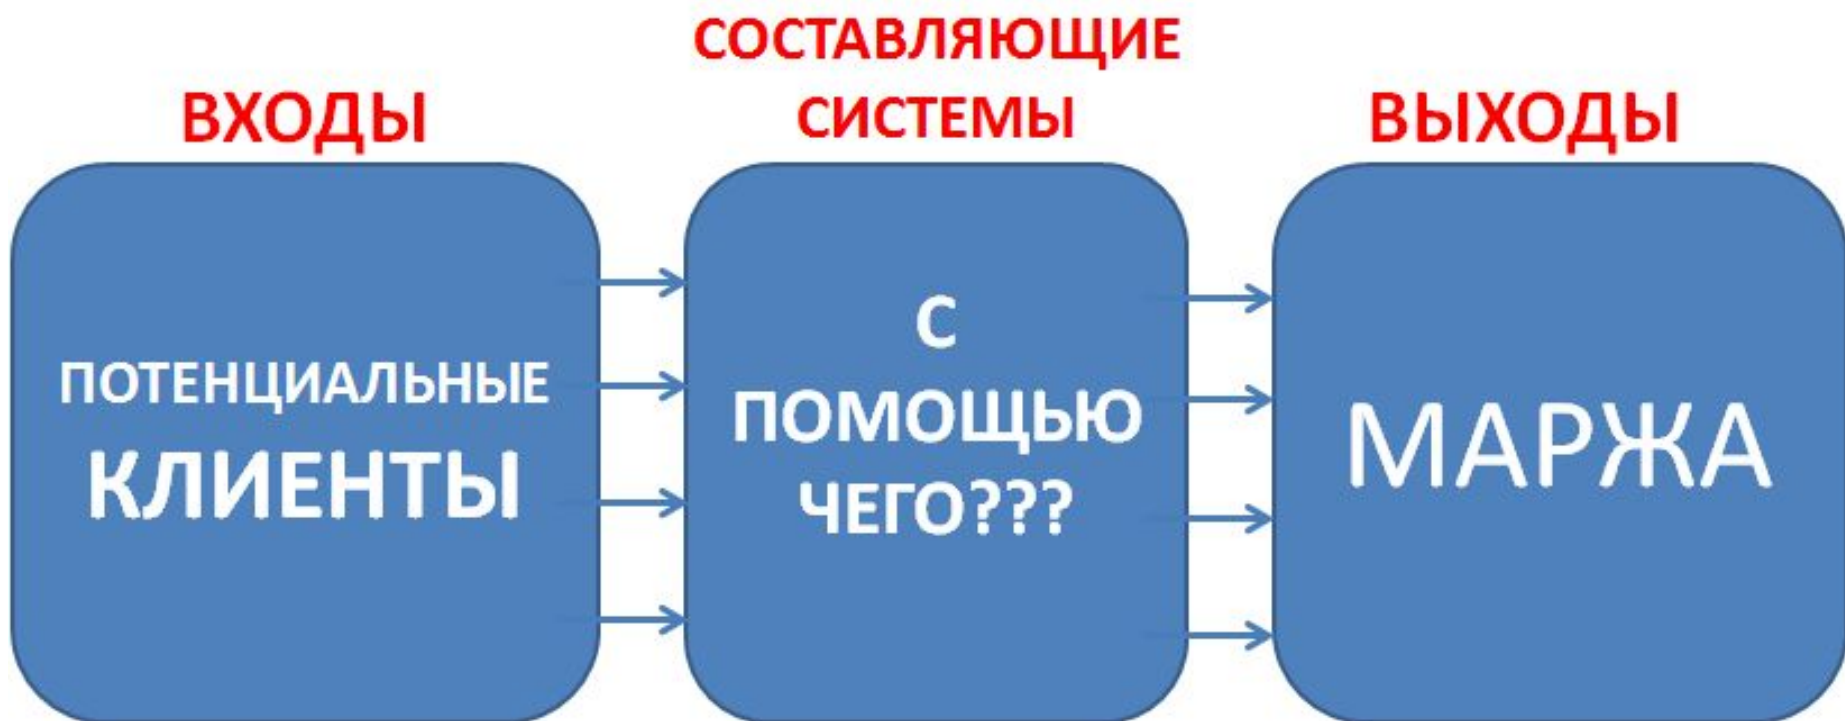 ВХОДЫ
ПОТЕНЦИАЛЬНЫЕ
КЛИЕНТЫ
СОСТАВЛЯЮЩИЕ
СИСТЕМЫ
С
ПОМОЩЬЮ
ЧЕГО???
ВЫХОДЫ
МАРЖА